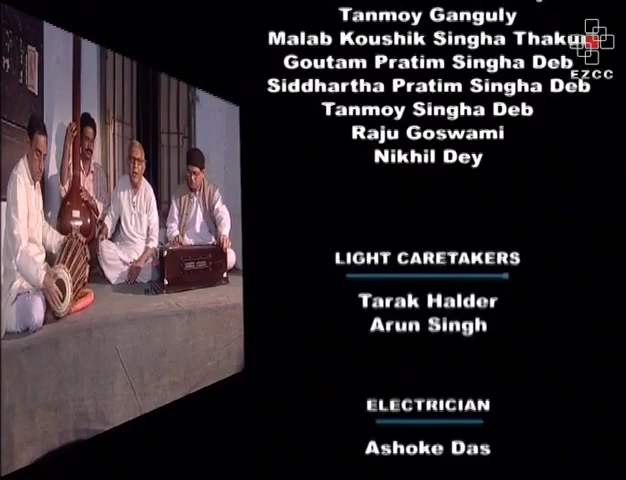 Tanmoy Ganguly
Malab Koushik Singha Thakur
Goutam Pratim Singha Deb
EZCC
Siddhartha Pratim Singha Deb
Tanmoy Singha Deb
Raju Goswami
Nikhil Dey
LIGHT CARETAKERS
Tarak Halder
Arun Singh
ELECTRICIAN
Ashoke Das